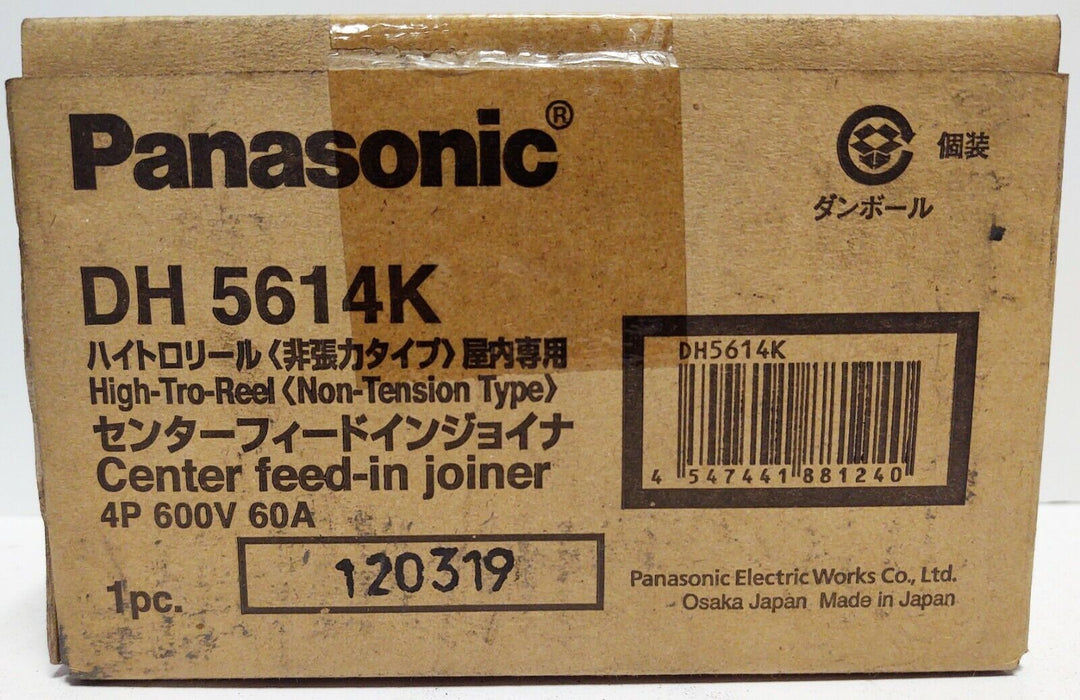 Panasonic®
個装
ダンボール
DH 5614K
ハイトロリール〈非張力タイプ〉屋内専用
High-Tro-Reel〈Non-Tension Type〉
センターフィードインジョイナ
Center feed-in joiner
4P 600V 60A
DH5614K
4 547441 881240
1pc.
120319
Panasonic Electric Works Co., Ltd.
Osaka Japan Made in Japan